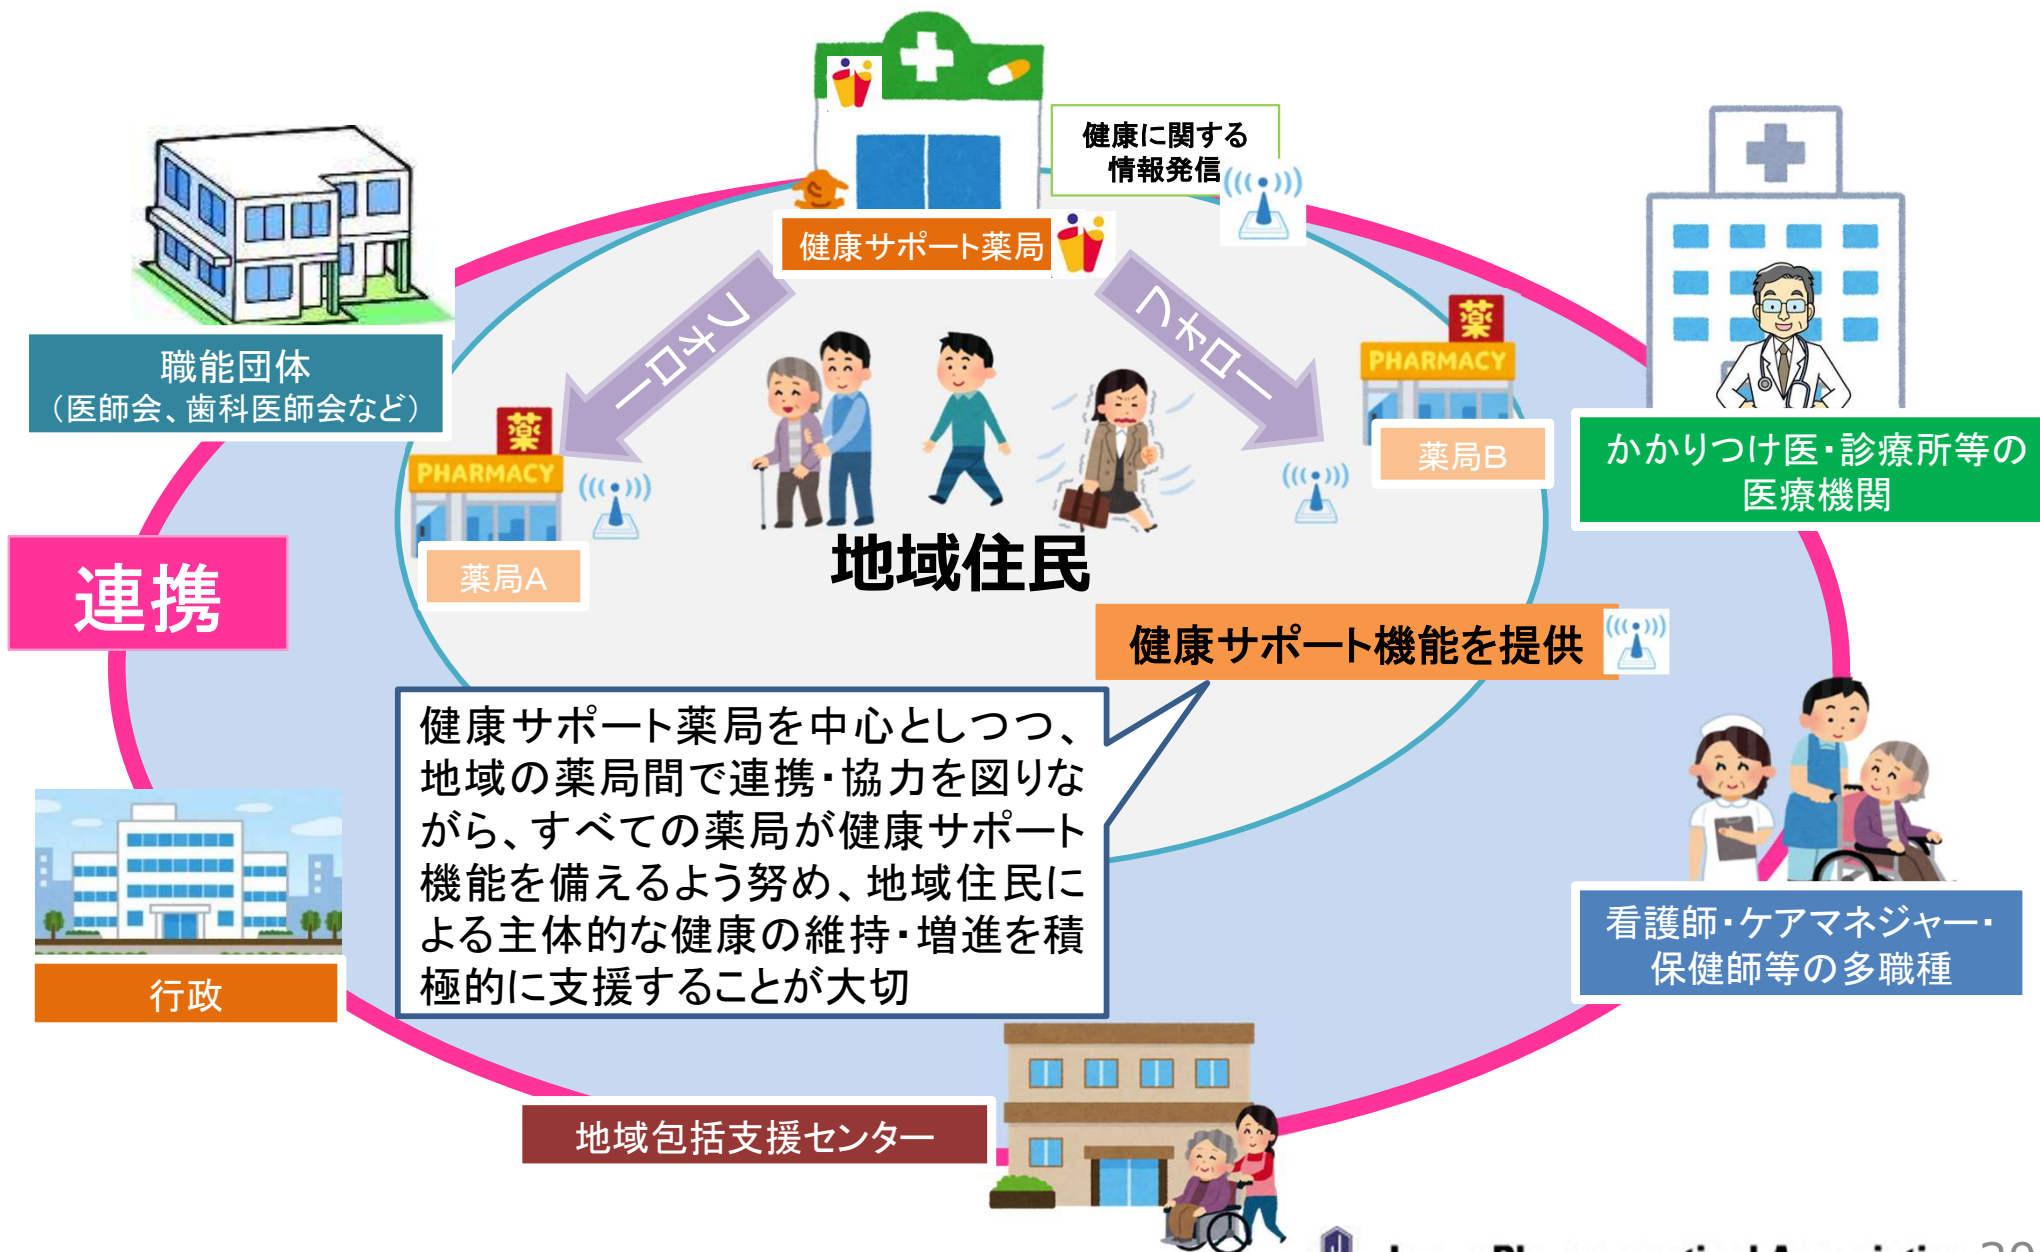 健康に関する
情報発信
健康サポート薬局
フォロー
フォロー
職能団体
（医師会、歯科医師会など）
薬
PHARMACY
薬局A
薬
PHARMACY
薬局B
かかりつけ医・診療所等の
医療機関
地域住民
連携
健康サポート機能を提供
健康サポート薬局を中心としつつ、
地域の薬局間で連携・協力を図りな
がら、すべての薬局が健康サポート
機能を備えるよう努め、地域住民に
よる主体的な健康の維持・増進を積
極的に支援することが大切
看護師・ケアマネジャー・
保健師等の多職種
行政
地域包括支援センター